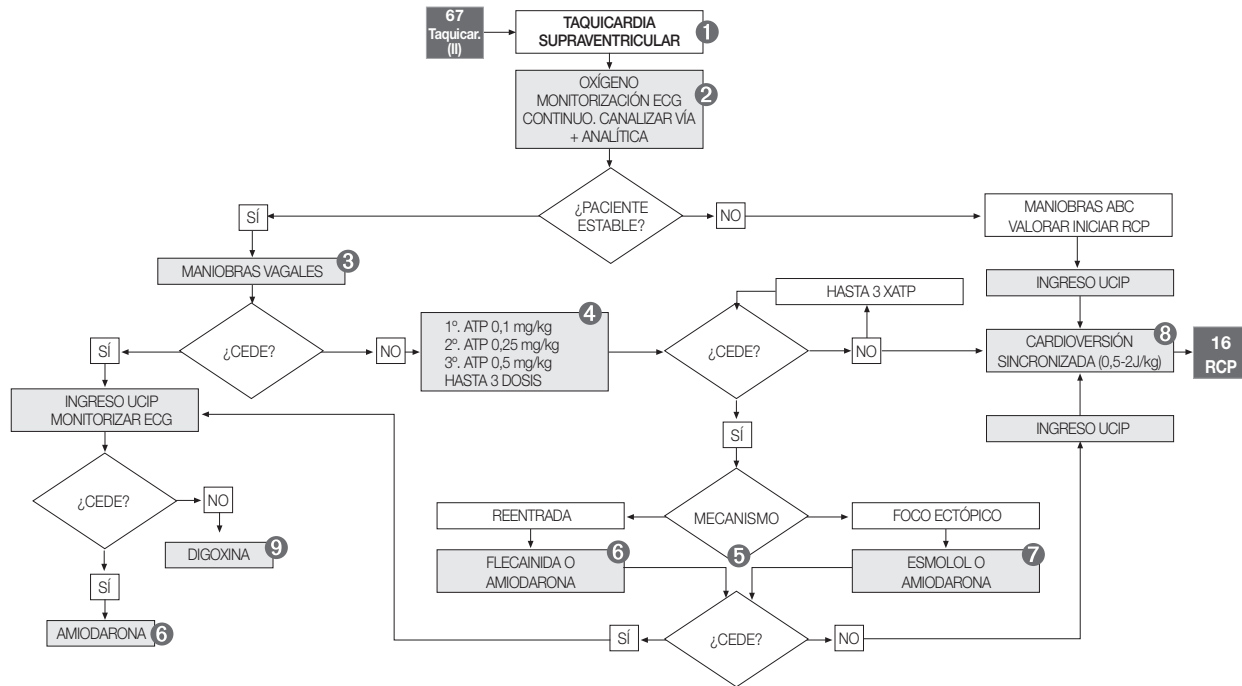 67
Taquicar.
(II)
TAQUICARDIA
SUPRAVENTRICULAR
1
OXÍGENO
MONITORIZACIÓN ECG
CONTINUO. CANALIZAR VÍA
+ ANALÍTICA
2
¿PACIENTE
ESTABLE?
SÍ
NO
MANIOBRAS ABC
VALORAR INICIAR RCP
MANIOBRAS VAGALES
3
INGRESO UCIP
¿CEDE?
SÍ
NO
1º. ATP 0,1 mg/kg
2º. ATP 0,25 mg/kg
3º. ATP 0,5 mg/kg
HASTA 3 DOSIS
4
¿CEDE?
HASTA 3 XATP
NO
CARDIOVERSIÓN
SINCRONIZADA (0,5-2J/kg)
8
16
RCP
INGRESO UCIP
MONITORIZAR ECG
SÍ
INGRESO UCIP
¿CEDE?
NO
DIGOXINA
9
SÍ
AMIODARONA
6
MECANISMO
5
REENTRADA
FLECAINIDA O
AMIODARONA
6
FOCO ECTÓPICO
ESMOLOL O
AMIODARONA
7
¿CEDE?
SÍ
NO